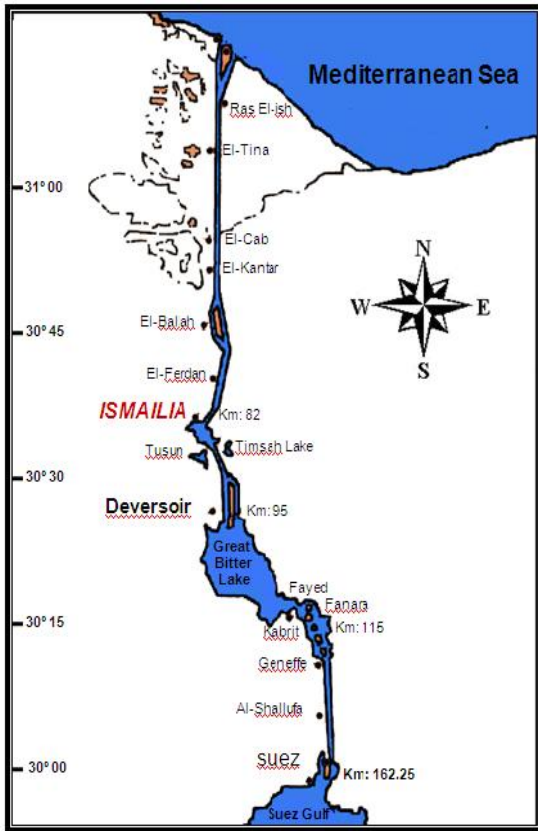 Mediterranean Sea
Ras El-ish
El-Tina
31° 00
El-Cab
El-Kantar
N
W E
S
El-Balah
30° 45
El-Ferdan
ISMAILIA
Km: 82
Tusun
Timsah Lake
30° 30
Deversoir
Km: 95
Great
Bitter
Lake
Fayed
Fanara
30° 15
Kabrit
Km: 115
Geneffe
Al-Shallufa
suez
30° 00
Km: 162.25
Suez Gulf